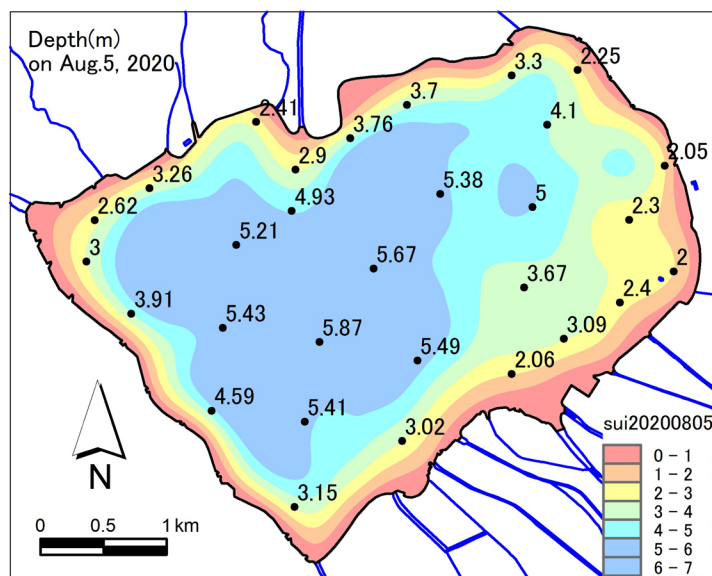 Depth(m)
on Aug.5, 2020
2.25
3.3
3.7
2.41
4.1
3.76
2.05
2.9
3.26
5.38
5
4.93
2.62
2.3
5.21
3
5.67
2
3.67
2.4
3.91
5.43
5.87
3.09
5.49
2.06
4.59
5.41
3.02
3.15
N
0 0.5 1 km
sui20200805
0 - 1
1 - 2
2 - 3
3 - 4
4 - 5
5 - 6
6 - 7